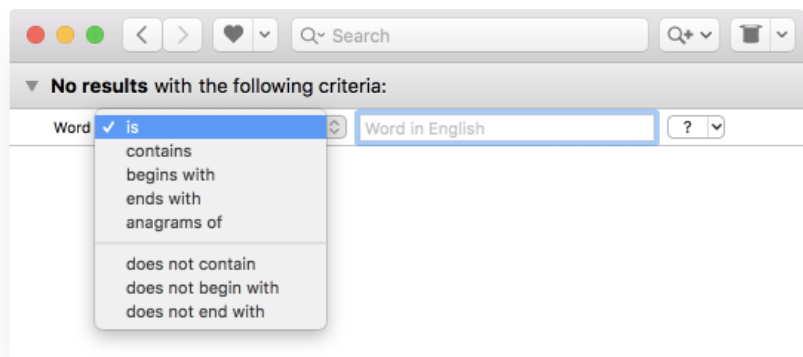 Search
No results with the following criteria:
Word ✓ is Word in English ?
contains
begins with
ends with
anagrams of
does not contain
does not begin with
does not end with